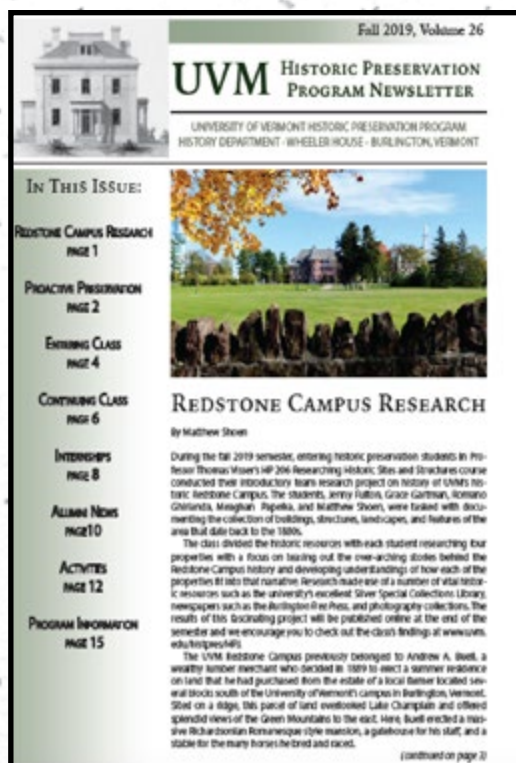 Fall 2019, Volume 26
UVM HISTORIC PRESERVATION
PROGRAM NEWSLETTER
UNIVERSITY OF VERMONT HISTORIC PRESERVATION PROGRAM
HISTORY DEPARTMENT · WHEELER HOUSE · BURLINGTON, VERMONT
IN THIS ISSUE:
REDSTONE CAMPUS RESEARCH
PAGE 1
PROACTIVE PRESERVATION
PAGE 2
ENTERING CLASS
PAGE 4
CONTINUING CLASS
PAGE 6
INTERNSHIPS
PAGE 8
ALUMNI NEWS
PAGE10
ACTIVITIES
PAGE 12
PROGRAM INFORMATION
PAGE 15
REDSTONE CAMPUS RESEARCH
By Matthew Shoen
During the fall 2019 semester, entering historic preservation students in Pro-
fessor Thomas Visser's HP 206 Researching Historic Sites and Structures course
conducted their introductory team research project on history of UVM's his-
toric Redstone Campus. The students, Jenny Fulton, Grace Gartman, Romano
Ghirlanda, Meaghan Papeika, and Matthew Shoen, were tasked with docu-
menting the collection of buildings, structures, landscapes, and features of the
area that date back to the 1800s.
The class divided the historic resources with each student researching four
properties with a focus on teasing out the over-arching stories behind the
Redstone Campus history and developing understandings of how each of the
properties fit into that narrative. Research made use of a number of vital histor-
ic resources such as the university's excellent Silver Special Collections Library,
newspapers such as the Burlington Free Press, and photography collections. The
results of this fascinating project will be published online at the end of the
semester and we encourage you to check out the class's findings at www.uvm.
edu/histpres/HPJ.
The UVM Redstone Campus previously belonged to Andrew A. Buell, a
wealthy lumber merchant who decided in 1889 to erect a summer residence
on land that he had purchased from the estate of a local farmer located sev-
eral blocks south of the University of Vermont's campus in Burlington, Vermont.
Sited on a ridge, this parcel of land overlooked Lake Champlain and offered
splendid views of the Green Mountains to the east. Here, Buell erected a mas-
sive Richardsonian Romanesque style mansion, a gatehouse for his staff, and a
stable for the many horses he bred and raced.
(continued on page 3)